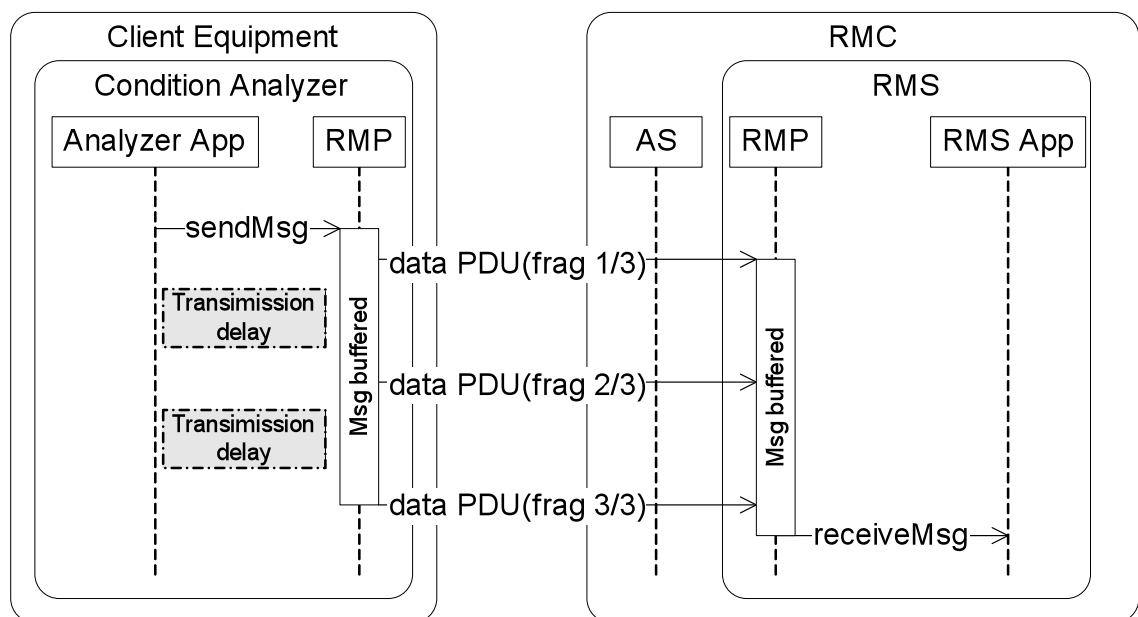 Client Equipment
RMC
Condition Analyzer
RMS
Analyzer App
RMP
AS
RMP
RMS App
sendMsg
data PDU(frag 1/3)
Transimission
delay
Msg buffered
Msg buffered
data PDU(frag 2/3)
Transimission
delay
data PDU(frag 3/3)
receiveMsg